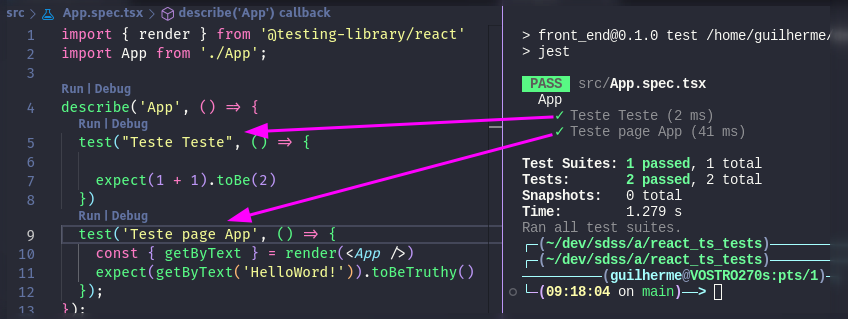 src > App.spec.tsx > describe('App') callback
1 import { render } from '@testing-library/react'
2 import App from './App';
3
Run | Debug
4 describe('App', () => {
Run | Debug
5 test("Teste Teste", () => {
6
7 expect(1 + 1).toBe(2)
8 })
Run | Debug
9 test('Teste page App', () => {
10 const { getByText } = render(<App />)
11 expect(getByText('HelloWord!')).toBeTruthy()
12 });
13 });
> front_end@0.1.0 test /home/guilherme/
> jest
PASS src/App.spec.tsx
App
✓ Teste Teste (2 ms)
✓ Teste page App (41 ms)
Test Suites: 1 passed, 1 total
Tests: 2 passed, 2 total
Snapshots: 0 total
Time: 1.279 s
Ran all test suites.
┌─(~/dev/sdss/a/react_ts_tests)─────
┌─(~/dev/sdss/a/react_ts_tests)─────
─────────(guilherme@VOSTRO270s:pts/1)─
└─(09:18:04 on main)──>